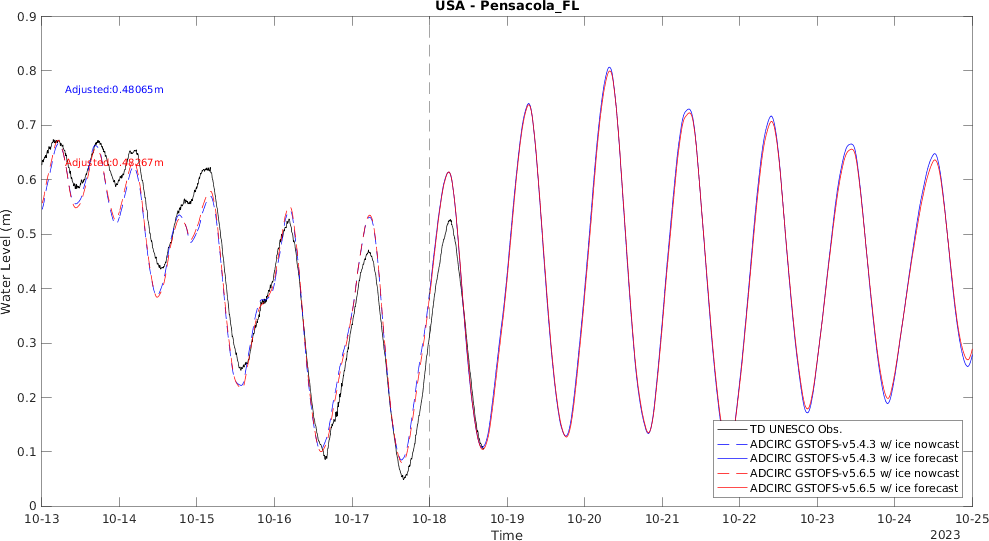 USA - Pensacola_FL
0.9
0.8
0.7
0.6
0.5
0.4
0.3
0.2
0.1
0
Water Level (m)
Adjusted:0.48065m
Adjusted:0.48267m
TD UNESCO Obs.
ADCIRC GSTOFS-v5.4.3 w/ ice nowcast
ADCIRC GSTOFS-v5.4.3 w/ ice forecast
ADCIRC GSTOFS-v5.6.5 w/ ice nowcast
ADCIRC GSTOFS-v5.6.5 w/ ice forecast
10-13 10-14 10-15 10-16 10-17 10-18 10-19 10-20 10-21 10-22 10-23 10-24 10-25
Time
2023